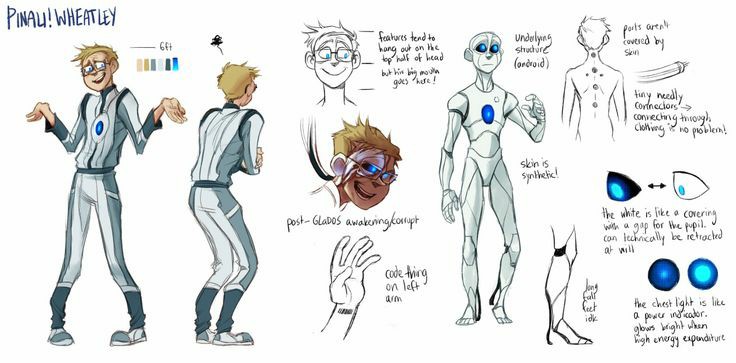 PINALI! WHEATLEY
6ft
features tend to
hang out on the
top half of head
but his big mouth
goes here!
post-GLaDOS awakening/corrupt
code thing
on left
arm
underlying
structure
(android)
skin is
synthetic!
long
feet
idk
ports aren't
covered by
skin
tiny needly
connectors →
connecting through
clothing is no problem!
the white is like a covering
with a gap for the pupil.
can technically be retracted
at will
the chest light is like
a power indicator.
glows bright when
high energy expenditure